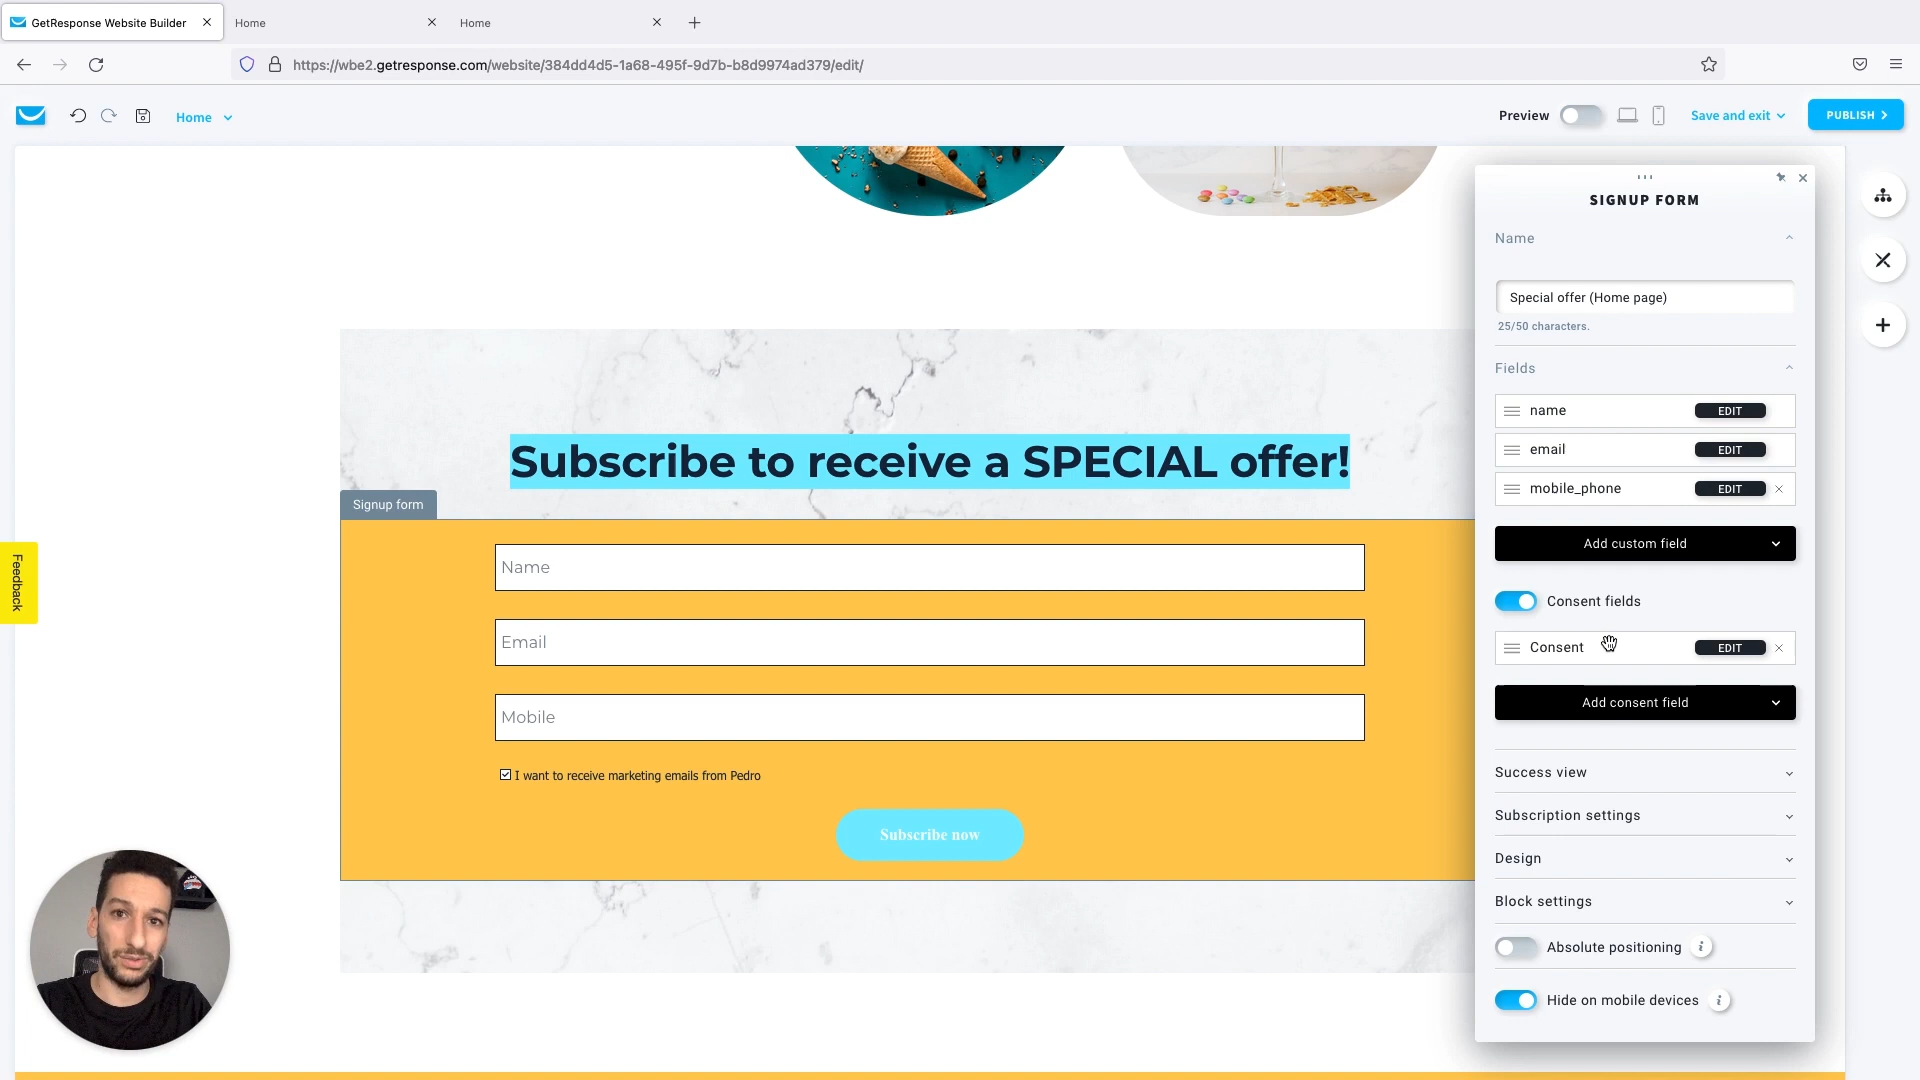 GetResponse Website Builder
Home
Home
https://wbe2.getresponse.com/website/384dd4d5-1a68-495f-9d7b-b8d9974ad379/edit/
Home
Preview
Save and exit
PUBLISH
SIGNUP FORM
Name
Special offer (Home page)
25/50 characters.
Fields
name EDIT
email EDIT
mobile_phone EDIT
Add custom field
Consent fields
Consent EDIT
Add consent field
Success view
Subscription settings
Design
Block settings
Absolute positioning i
Hide on mobile devices i
Subscribe to receive a SPECIAL offer!
Signup form
Name
Email
Mobile
I want to receive marketing emails from Pedro
Subscribe now
Feedback